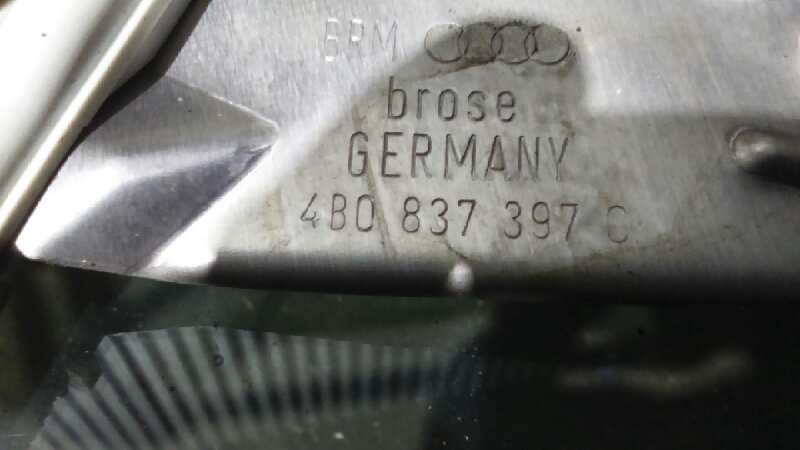 BRM
brose
GERMANY
4B0 837 397 C